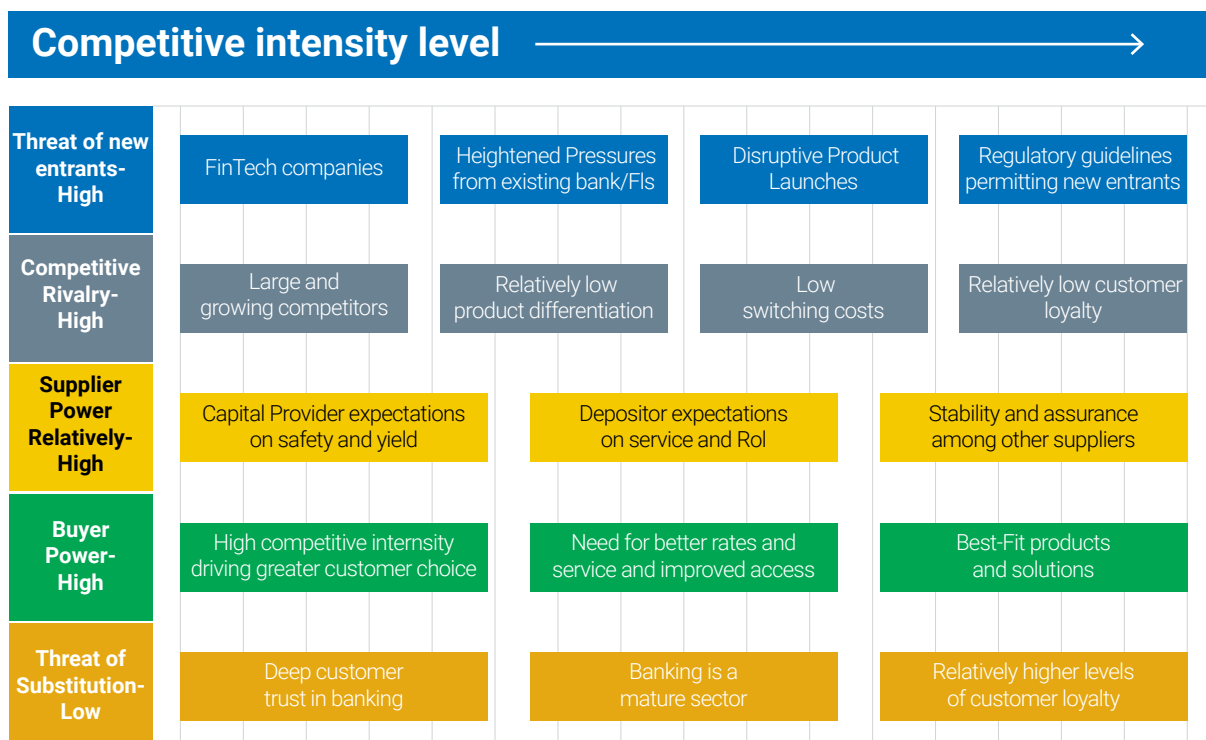 Competitive intensity level
Threat of new
entrants-
High
FinTech companies
Heightened Pressures
from existing bank/FIs
Disruptive Product
Launches
Regulatory guidelines
permitting new entrants
Competitive
Rivalry-
High
Large and
growing competitors
Relatively low
product differentiation
Low
switching costs
Relatively low customer
loyalty
Supplier
Power
Relatively-
High
Capital Provider expectations
on safety and yield
Depositor expectations
on service and RoI
Stability and assurance
among other suppliers
Buyer
Power-
High
High competitive internsity
driving greater customer choice
Need for better rates and
service and improved access
Best-Fit products
and solutions
Threat of
Substitution-
Low
Deep customer
trust in banking
Banking is a
mature sector
Relatively higher levels
of customer loyalty